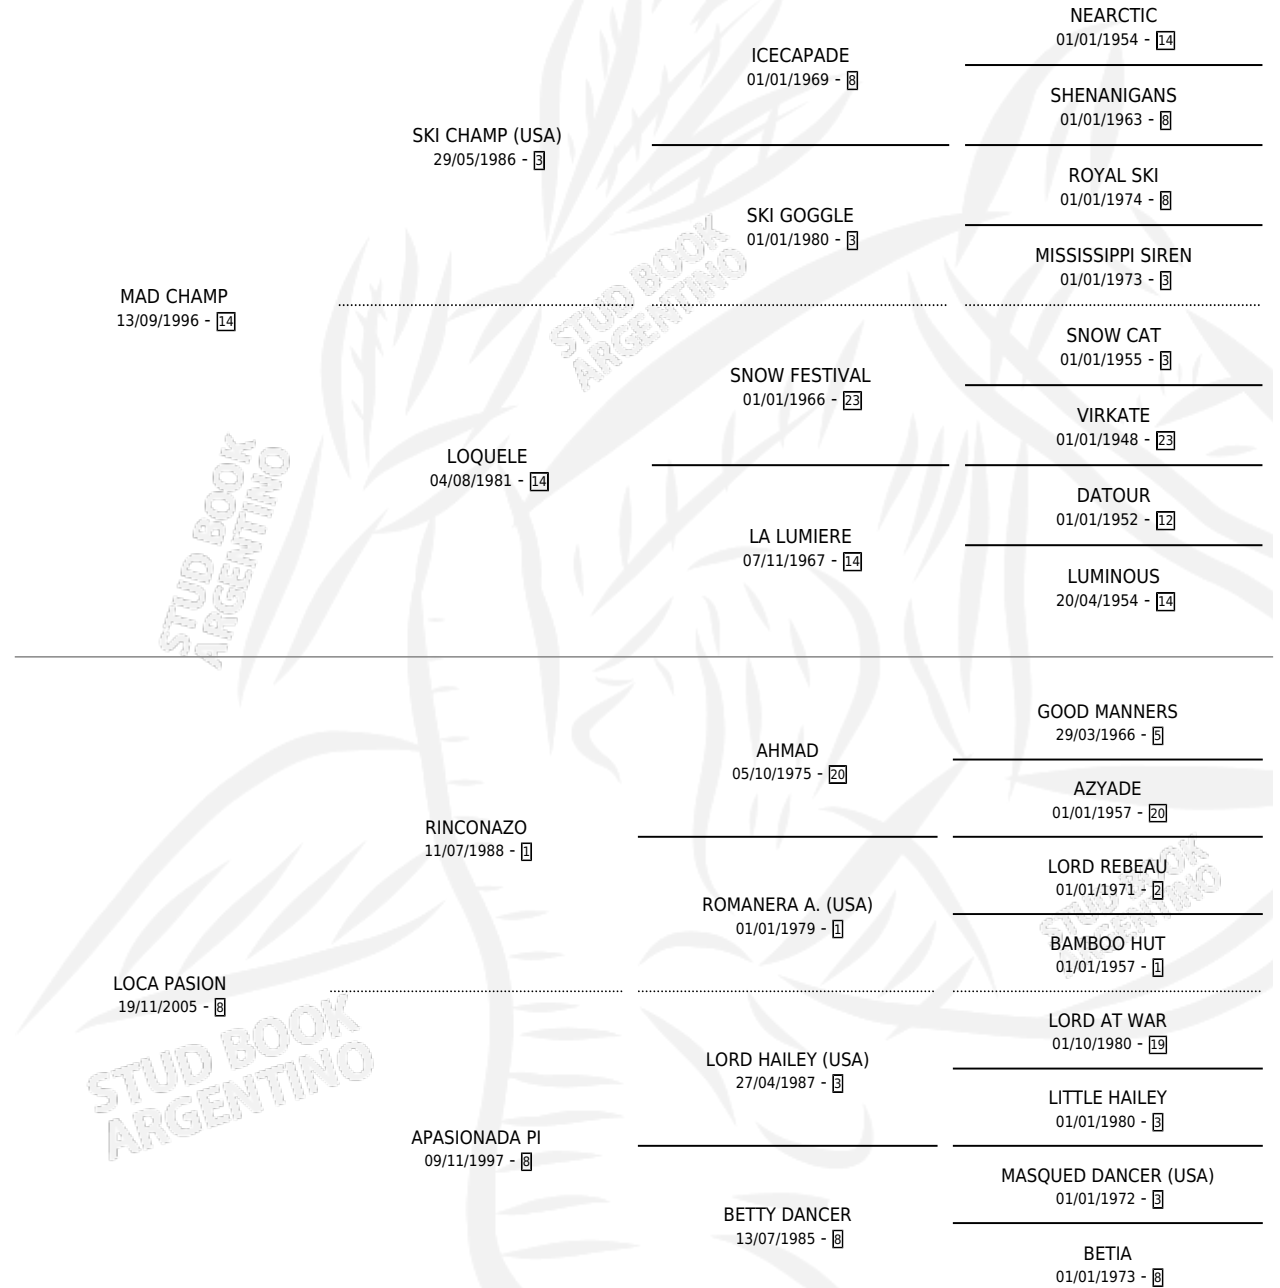 NEARCTIC
01/01/1954 - 14
ICECAPADE
01/01/1969 - 8
SHENANIGANS
01/01/1963 - 8
SKI CHAMP (USA)
29/05/1986 - 3
ROYAL SKI
01/01/1974 - 8
SKI GOGGLE
01/01/1980 - 3
MISSISSIPPI SIREN
01/01/1973 - 3
MAD CHAMP
13/09/1996 - 14
STUD BOOK
ARGENTINO
SNOW CAT
01/01/1955 - 3
SNOW FESTIVAL
01/01/1966 - 23
VIRKATE
01/01/1948 - 23
LOQUELE
04/08/1981 - 14
DATOUR
01/01/1952 - 12
LA LUMIERE
07/11/1967 - 14
LUMINOUS
20/04/1954 - 14
STUD BOOK
ARGENTINO
GOOD MANNERS
29/03/1966 - 5
AHMAD
05/10/1975 - 20
AZYADE
01/01/1957 - 20
RINCONAZO
11/07/1988 - 1
LORD REBEAU
01/01/1971 - 2
ROMANERA A. (USA)
01/01/1979 - 1
STUD BOOK
ARGENTINO
BAMBOO HUT
01/01/1957 - 1
LOCA PASION
19/11/2005 - 8
LORD AT WAR
01/10/1980 - 19
LORD HAILEY (USA)
27/04/1987 - 3
STUD BOOK
ARGENTINO
LITTLE HAILEY
01/01/1980 - 3
APASIONADA PI
09/11/1997 - 8
MASQUED DANCER (USA)
01/01/1972 - 3
BETTY DANCER
13/07/1985 - 8
BETIA
01/01/1973 - 8